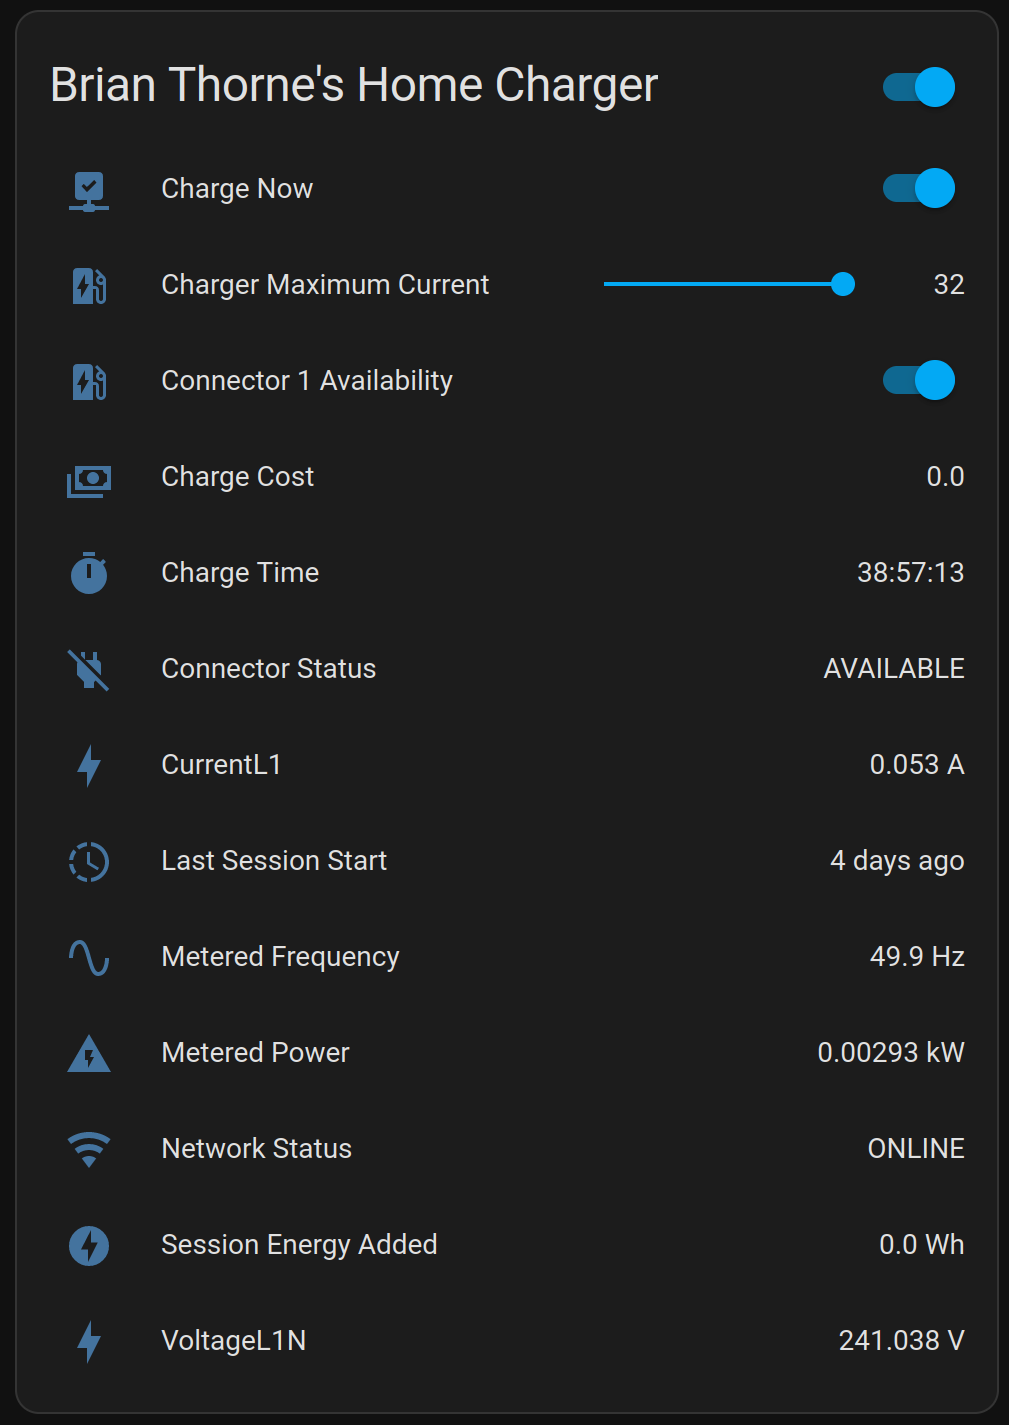 Brian Thorne's Home Charger
Charge Now
Charger Maximum Current 32
Connector 1 Availability
Charge Cost 0.0
Charge Time 38:57:13
Connector Status AVAILABLE
CurrentL1 0.053 A
Last Session Start 4 days ago
Metered Frequency 49.9 Hz
Metered Power 0.00293 kW
Network Status ONLINE
Session Energy Added 0.0 Wh
VoltageL1N 241.038 V